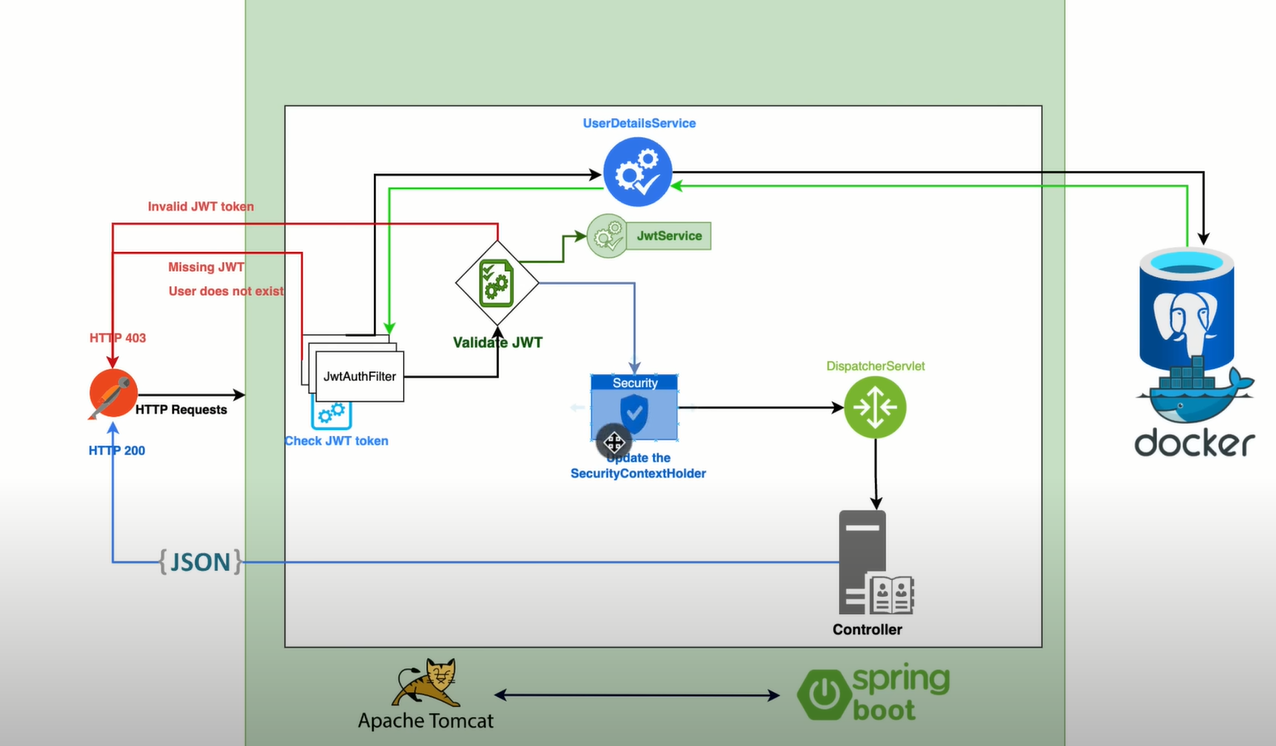 UserDetailsService
Invalid JWT token
JwtService
Missing JWT
User does not exist
HTTP 403
Validate JWT
JwtAuthFilter
DispatcherServlet
Security
HTTP Requests
Check JWT token
HTTP 200
Update the
SecurityContextHolder
docker
{JSON}
Controller
Apache Tomcat
spring
boot